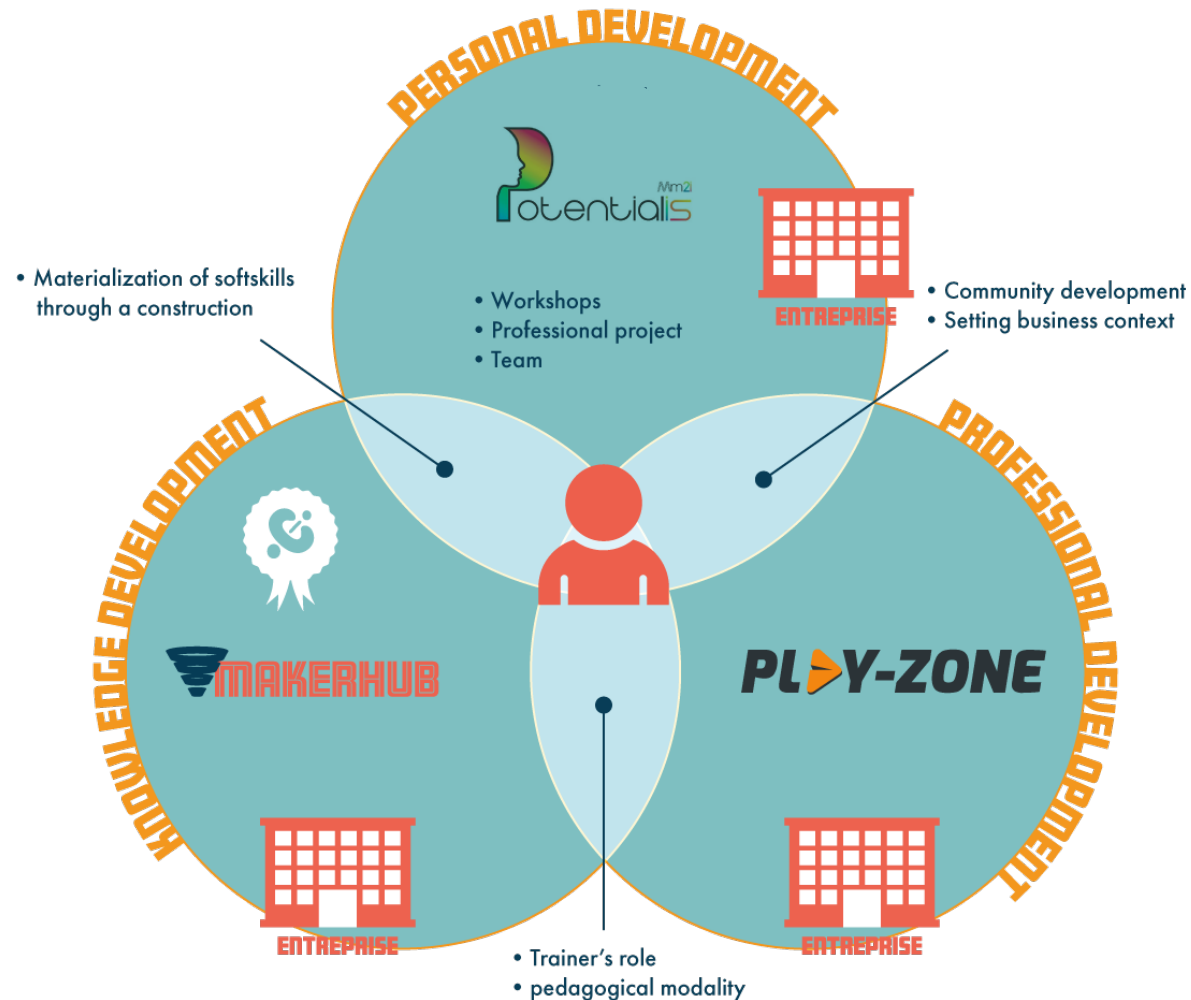 PERSONAL DEVELOPMENT
Mm2i
Potentialis
• Materialization of softskills
through a construction
• Workshops
• Professional project
• Team
ENTREPRISE
• Community development
• Setting business context
KNOWLEDGE DEVELOPMENT
PROFESSIONAL DEVELOPMENT
MAKERHUB
PLAY-ZONE
ENTREPRISE
ENTREPRISE
• Trainer's role
• pedagogical modality